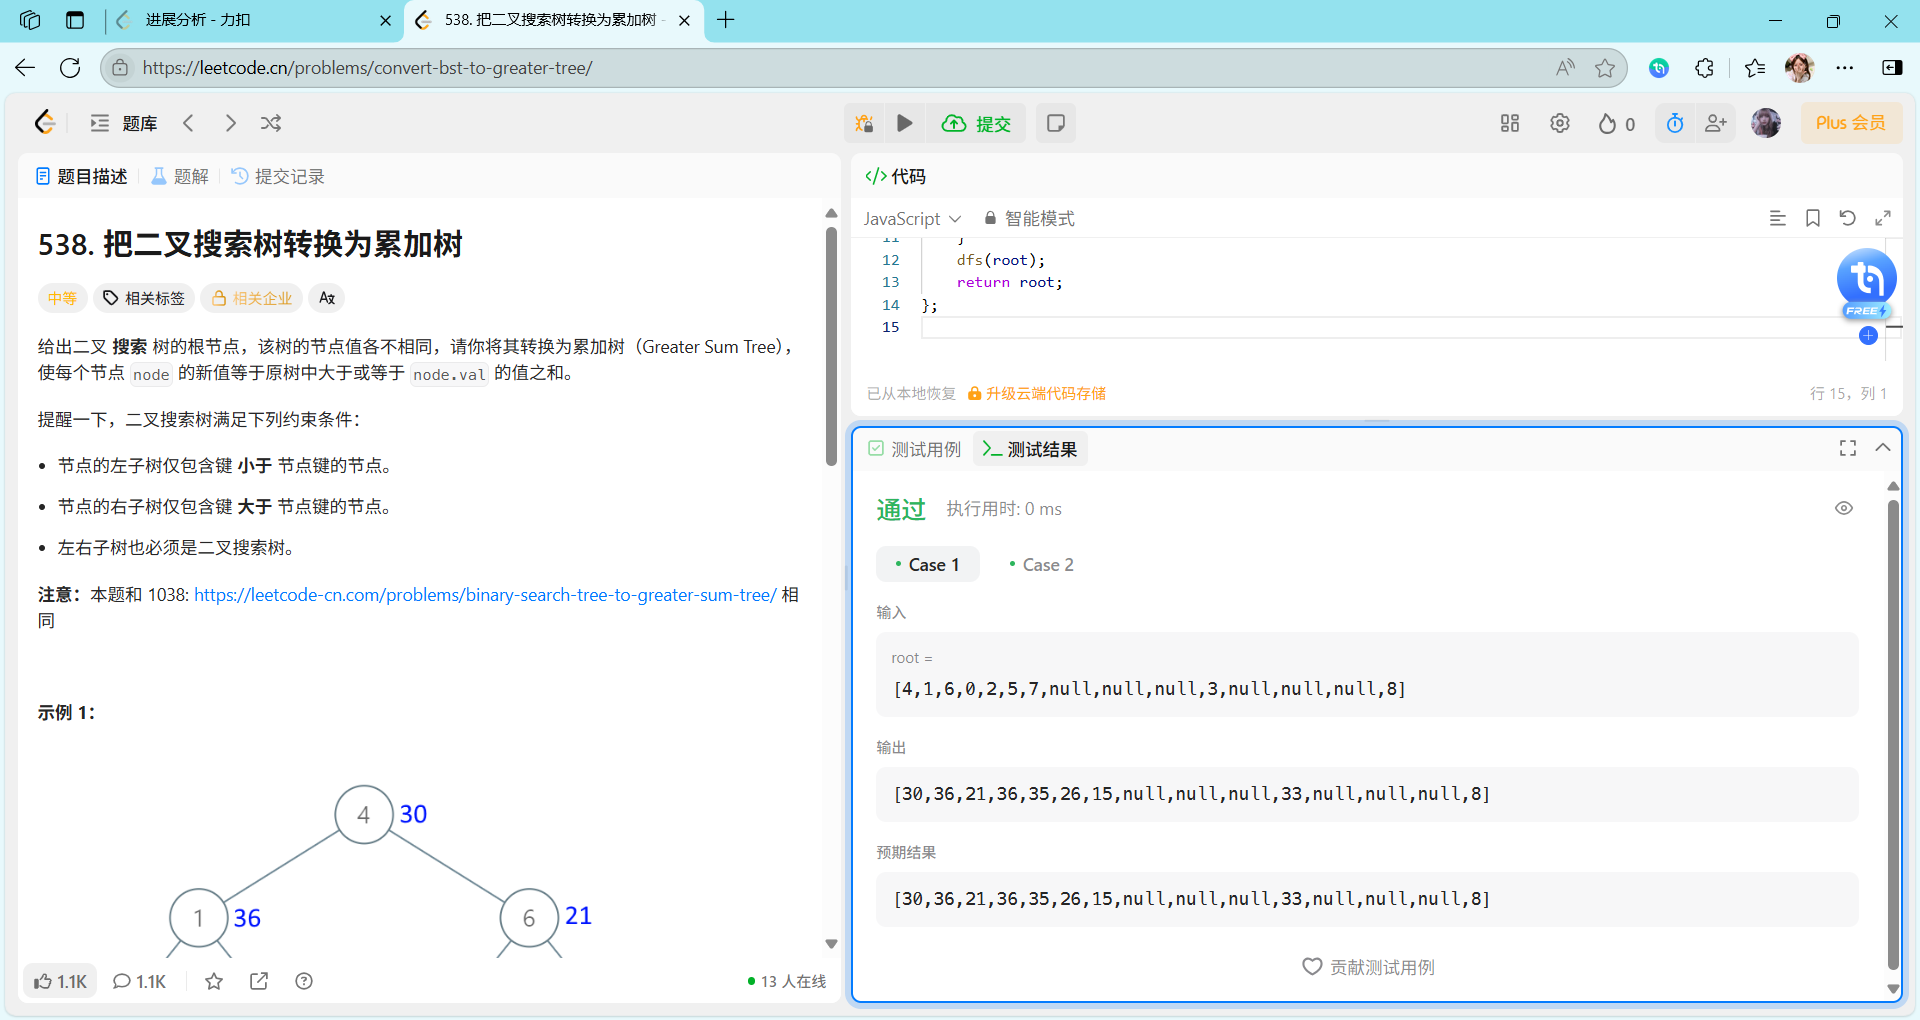 进展分析 - 力扣
538. 把二叉搜索树转换为累加树 -
https://leetcode.cn/problems/convert-bst-to-greater-tree/
题库
提交
0
Plus 会员
题目描述
题解
提交记录
538. 把二叉搜索树转换为累加树
中等
相关标签
相关企业
给出二叉 搜索 树的根节点，该树的节点值各不相同，请你将其转换为累加树（Greater Sum Tree），
使每个节点 node 的新值等于原树中大于或等于 node.val 的值之和。
提醒一下，二叉搜索树满足下列约束条件：
• 节点的左子树仅包含键 小于 节点键的节点。
• 节点的右子树仅包含键 大于 节点键的节点。
• 左右子树也必须是二叉搜索树。
注意：本题和 1038: https://leetcode-cn.com/problems/binary-search-tree-to-greater-sum-tree/ 相
同
示例 1：
4 30
1 36
6 21
1.1K
1.1K
13 人在线
</> 代码
JavaScript
智能模式
11 }
12 dfs(root);
13 return root;
14 };
15
FREE
已从本地恢复
升级云端代码存储
行 15，列 1
测试用例
测试结果
通过 执行用时: 0 ms
• Case 1
• Case 2
输入
root =
[4,1,6,0,2,5,7,null,null,null,3,null,null,null,8]
输出
[30,36,21,36,35,26,15,null,null,null,33,null,null,null,8]
预期结果
[30,36,21,36,35,26,15,null,null,null,33,null,null,null,8]
贡献测试用例